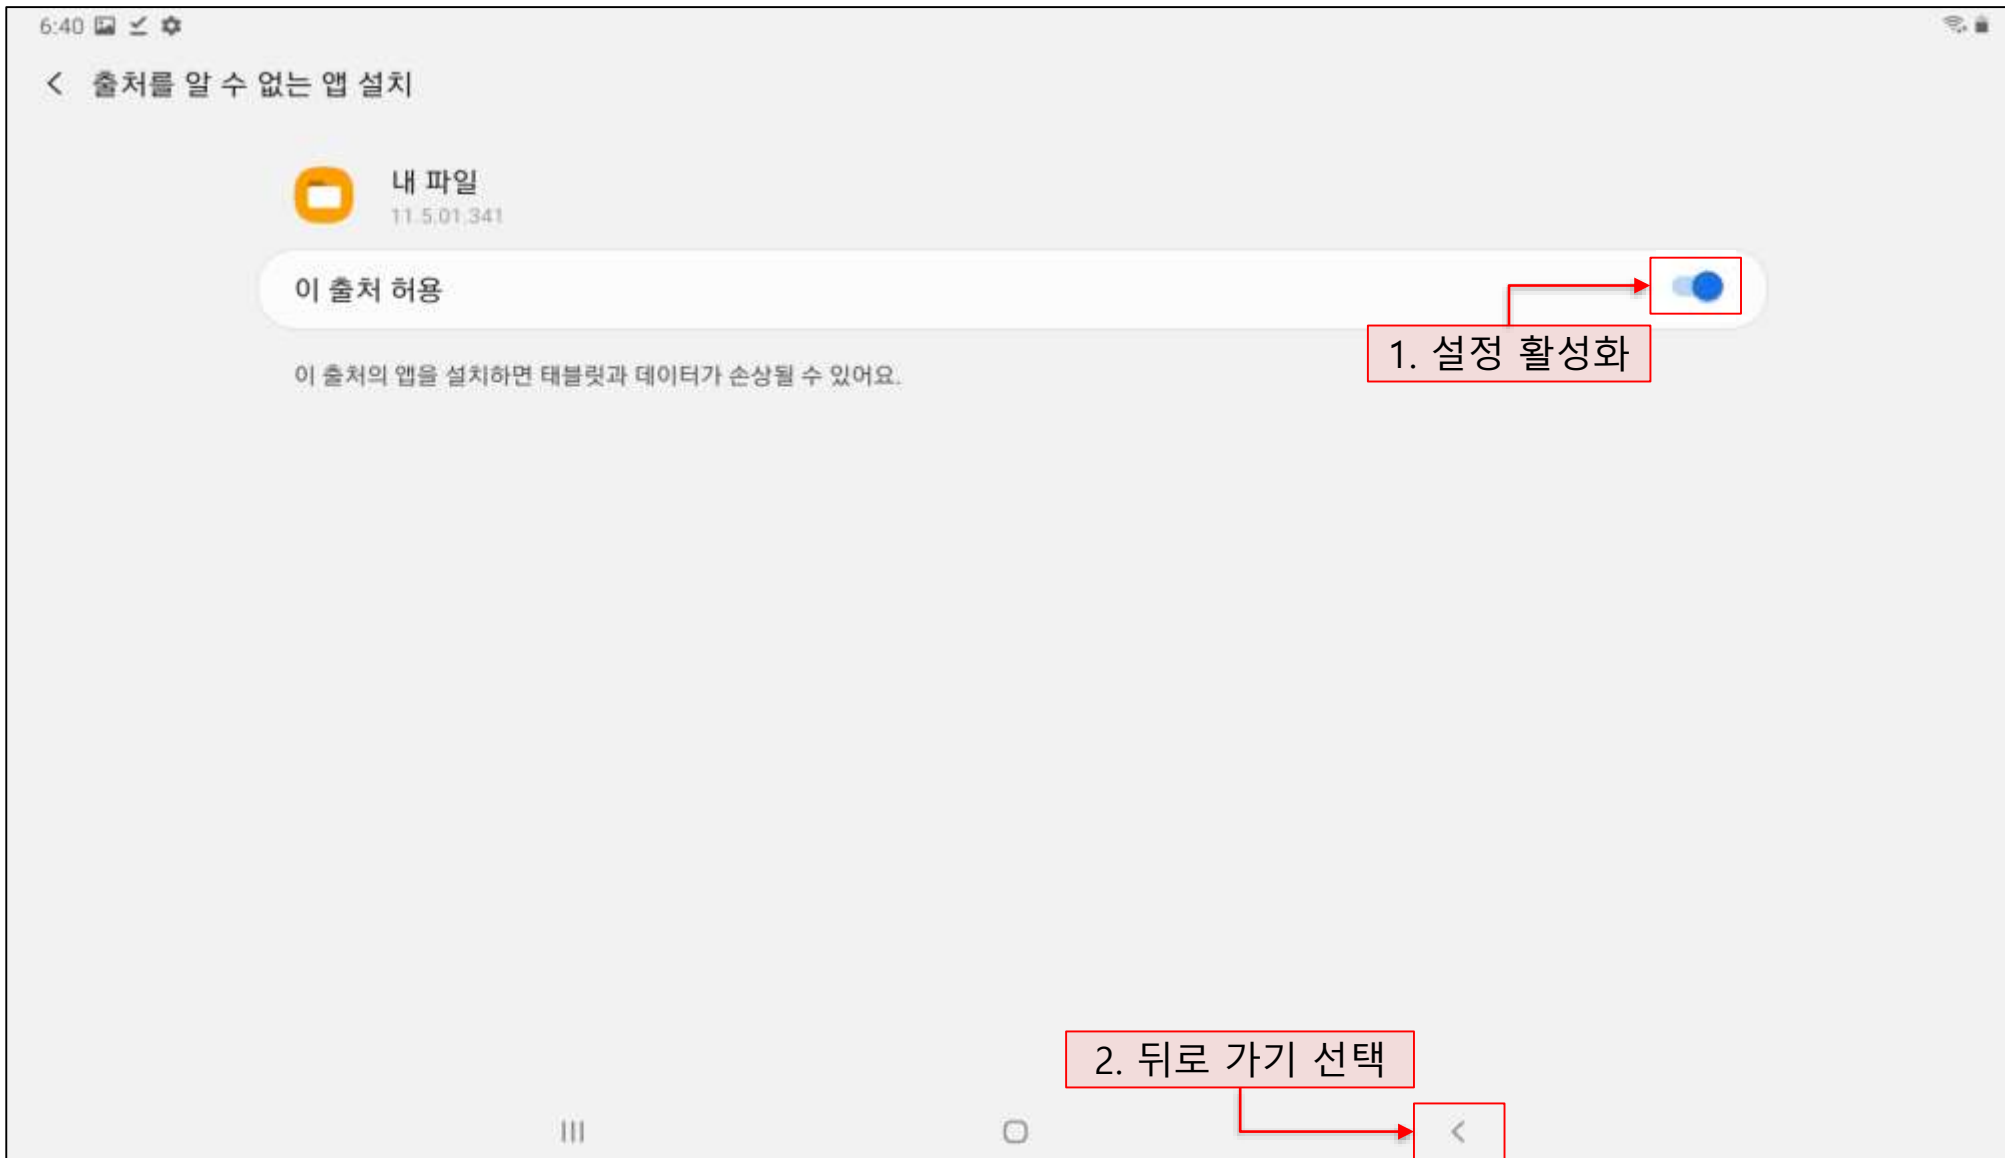 6:40
출처를 알 수 없는 앱 설치
내 파일
11.5.01.341
이 출처 허용
1. 설정 활성화
이 출처의 앱을 설치하면 태블릿과 데이터가 손상될 수 있어요.
2. 뒤로 가기 선택